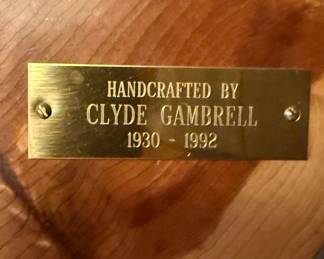 HANDCRAFTED BY
CLYDE GAMBRELL
1930 - 1992